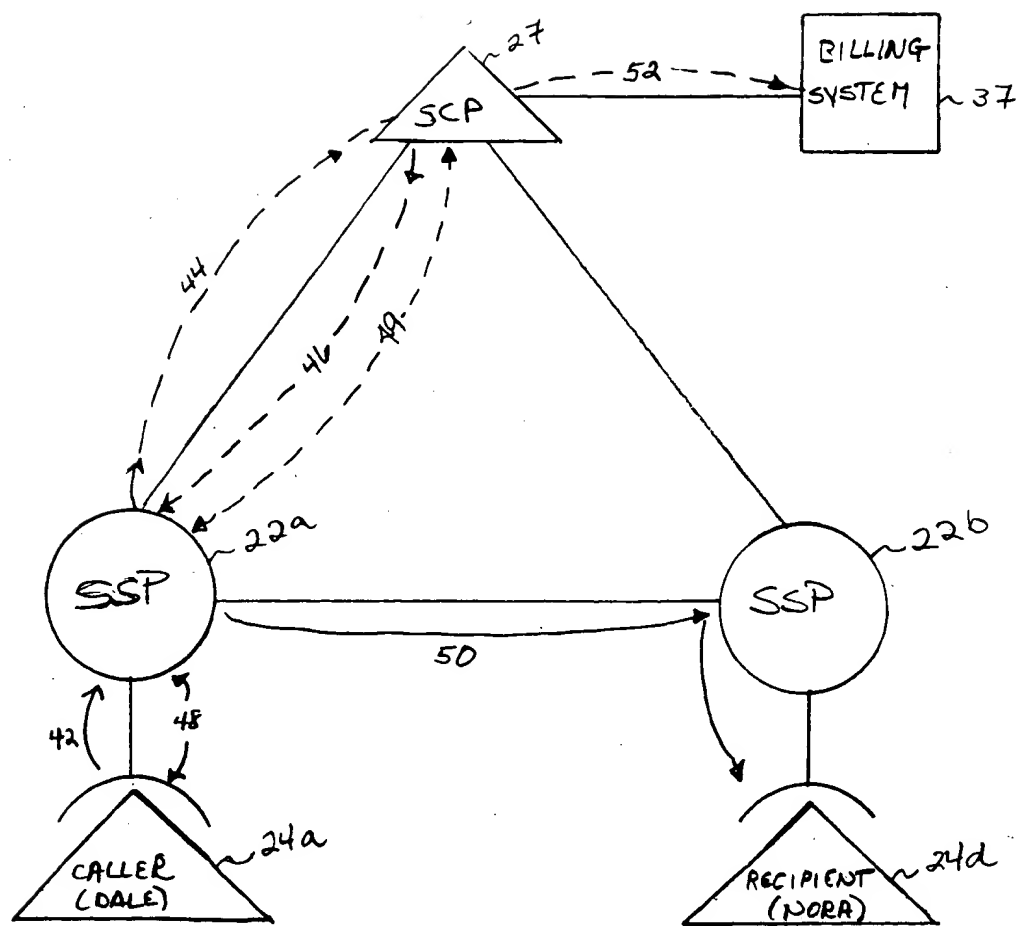 27
BILLING
SYSTEM
37
SCP
52
44
46
49
22a
SSP
22b
SSP
50
42
48
24a
CALLER
(DALE)
24d
RECIPIENT
(NORA)